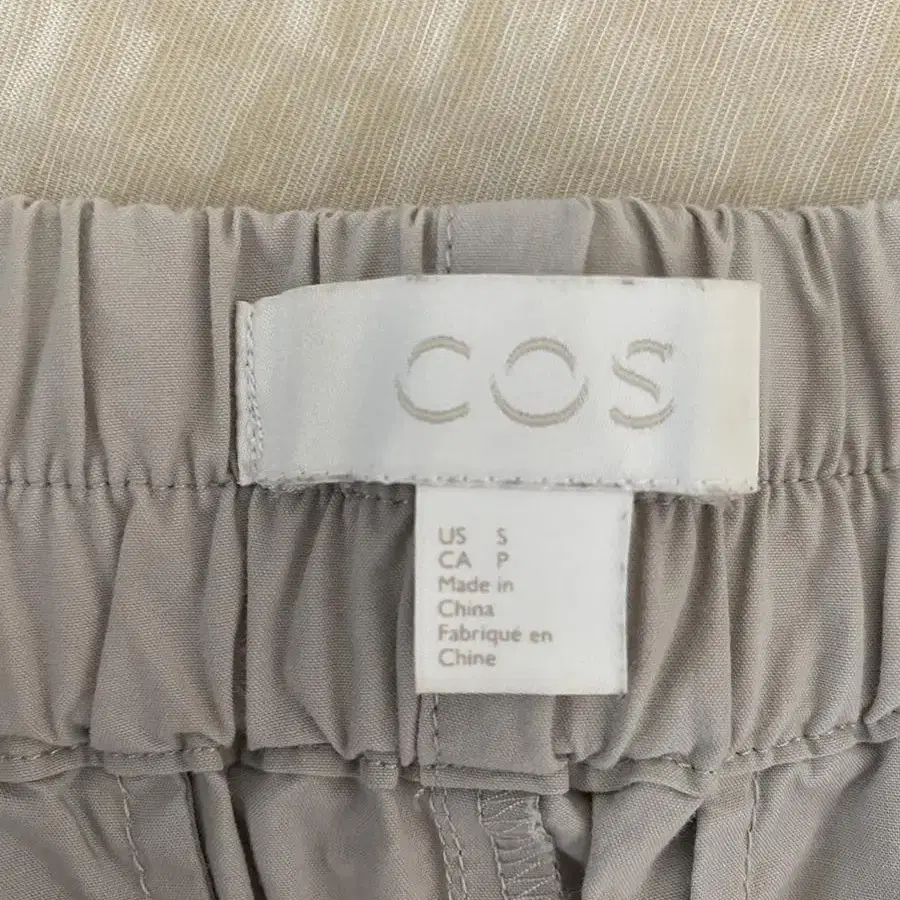 COS
US S
CA P
Made in
China
Fabriqué en
Chine